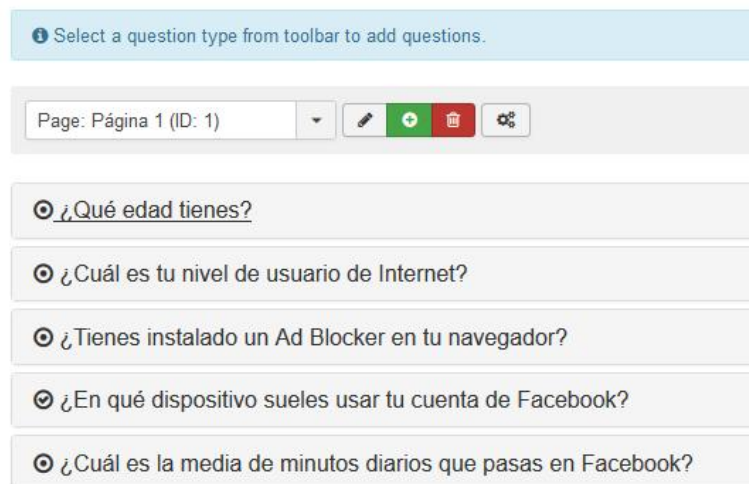 Select a question type from toolbar to add questions.
Page: Página 1 (ID: 1)
¿Qué edad tienes?
¿Cuál es tu nivel de usuario de Internet?
¿Tienes instalado un Ad Blocker en tu navegador?
¿En qué dispositivo sueles usar tu cuenta de Facebook?
¿Cuál es la media de minutos diarios que pasas en Facebook?